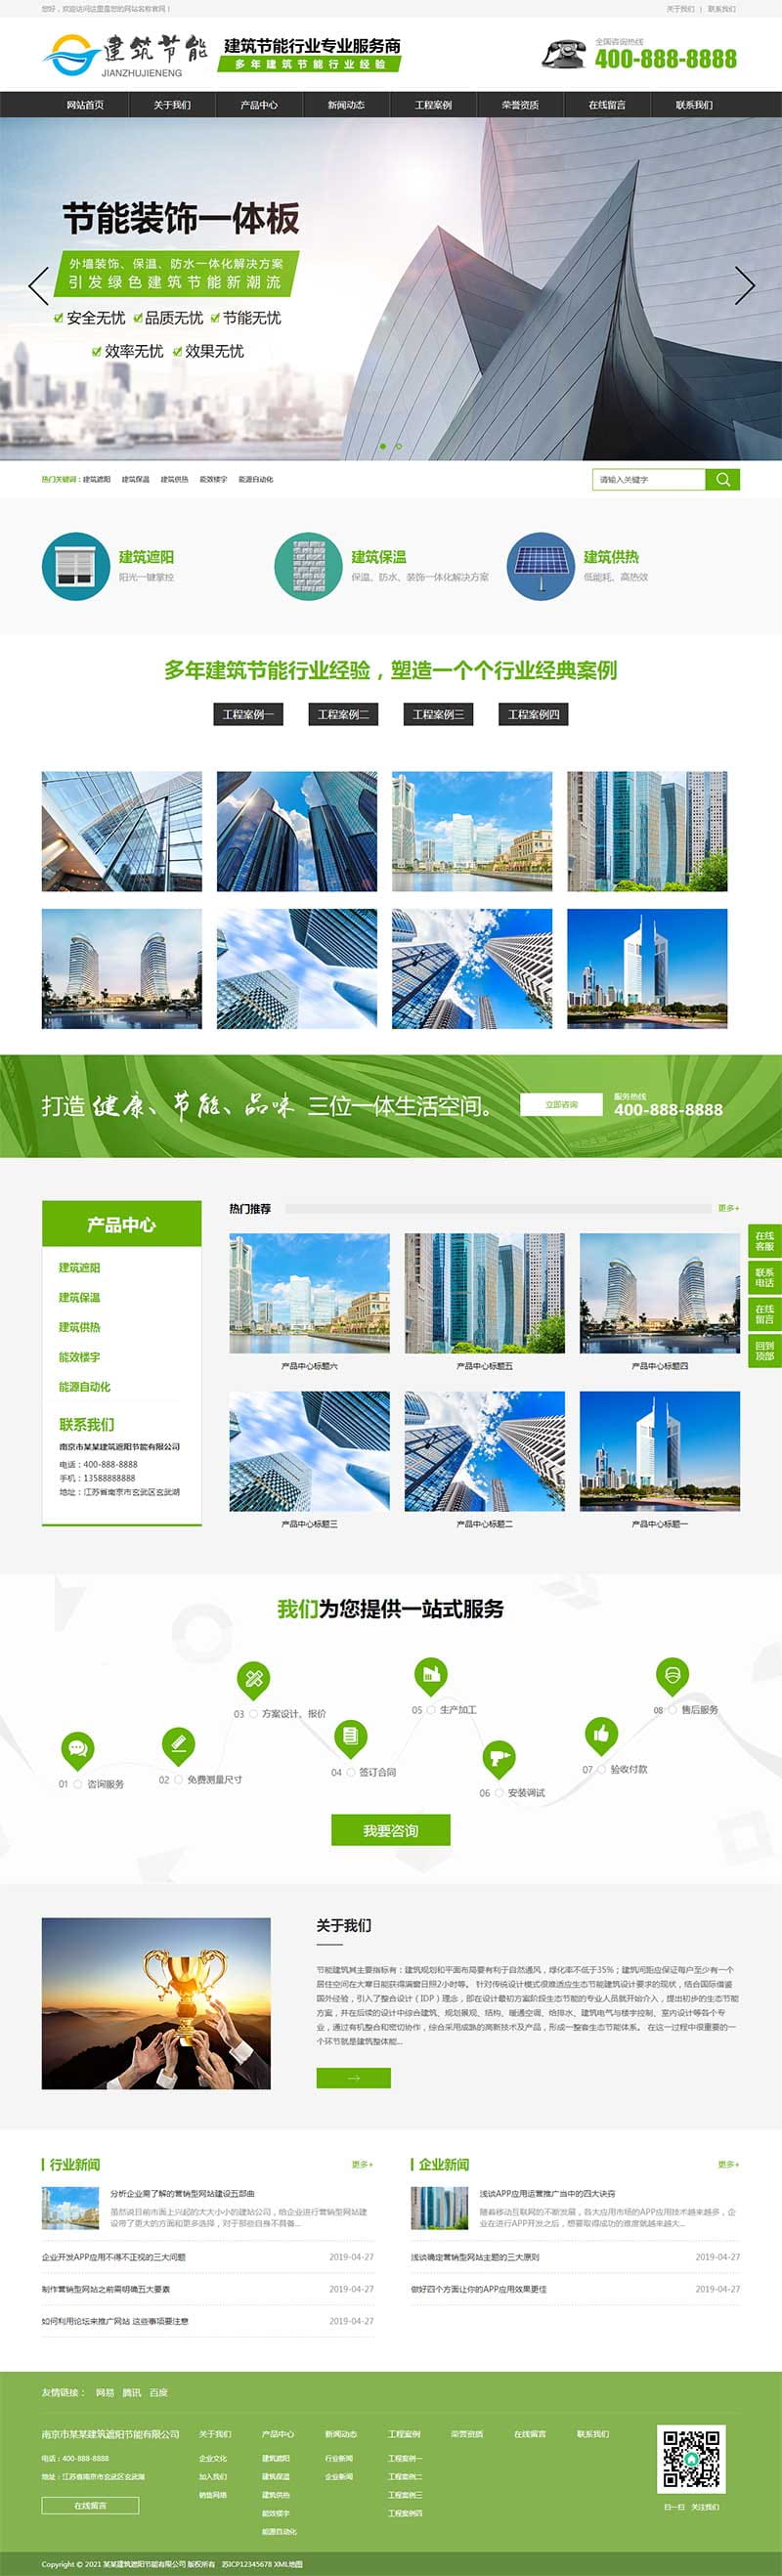 您好，欢迎访问这里是您的网站名称官网！
关于我们 | 联系我们
建筑节能
JIANZHUJIENENG
建筑节能行业专业服务商
多年建筑节能行业经验
全国咨询热线
400-888-8888
网站首页 关于我们 产品中心 新闻动态 工程案例 荣誉资质 在线留言 联系我们
节能装饰一体板
外墙装饰、保温、防水一体化解决方案
引发绿色建筑节能新潮流
安全无忧 品质无忧 节能无忧
效率无忧 效果无忧
热门关键词：建筑遮阳 建筑保温 建筑供热 能效楼宇 能源自动化
请输入关键字
建筑遮阳
阳光一键掌控
建筑保温
保温、防水、装饰一体化解决方案
建筑供热
低能耗、高热效
多年建筑节能行业经验，塑造一个个行业经典案例
工程案例一 工程案例二 工程案例三 工程案例四
打造 健康、节能、品味 三位一体生活空间。
立即咨询
服务热线
400-888-8888
产品中心
建筑遮阳
建筑保温
建筑供热
能效楼宇
能源自动化
联系我们
南京市某某建筑遮阳节能有限公司
电话：400-888-8888
手机：13588888888
地址：江苏省南京市玄武区玄武湖
热门推荐
更多+
产品中心标题六 产品中心标题五 产品中心标题四
产品中心标题三 产品中心标题二 产品中心标题一
在线
客服
联系
电话
在线
留言
回到
顶部
我们为您提供一站式服务
01 咨询服务
02 免费测量尺寸
03 方案设计、报价
04 签订合同
05 生产加工
06 安装调试
07 验收付款
08 售后服务
我要咨询
关于我们
节能建筑其主要指标有：建筑规划和平面布局要有利于自然通风，绿化率不低于35%；建筑间距应保证每户至少有一个
居住空间在大寒日能获得满窗日照2小时等。 针对传统设计模式很难适应生态节能建筑设计要求的现状，结合国际借鉴
国外经验，引入了整合设计（IDP）理念，即在设计最初方案阶段生态节能的专业人员就开始介入，提出初步的生态节能
方案，并在后续的设计中综合建筑、规划景观、结构、暖通空调、给排水、建筑电气与楼宇控制、室内设计等各个专
业，通过有机整合和密切协作，综合采用成熟的高新技术及产品，形成一整套生态节能体系。 在这一过程中很重要的一
个环节就是建筑整体能...
行业新闻
更多+
分析企业需了解的营销型网站建设五部曲
虽然说目前市面上兴起的大大小小的建站公司，给企业进行营销型网站建
设带了更大的方面和更多选择，对于那些自身不具备...
企业开发APP应用不得不正视的三大问题 2019-04-27
制作营销型网站之前需明确五大要素 2019-04-27
如何利用论坛来推广网站 这些事项要注意 2019-04-27
企业新闻
更多+
浅谈APP应用运营推广当中的四大诀窍
随着移动互联网的不断发展，各大应用市场的APP应用技术越来越多，企
业在进行APP开发之后，想要取得成功的难度就越来越大...
浅谈确定营销型网站主题的三大原则 2019-04-27
做好四个方面让你的APP应用效果更佳 2019-04-27
友情链接： 网易 腾讯 百度
南京市某某建筑遮阳节能有限公司
电话：400-888-8888
地址：江苏省南京市玄武区玄武湖
在线留言
关于我们
企业文化
加入我们
销售网络
产品中心
建筑遮阳
建筑保温
建筑供热
能效楼宇
能源自动化
新闻动态
行业新闻
企业新闻
工程案例
工程案例一
工程案例二
工程案例三
工程案例四
荣誉资质
在线留言
联系我们
扫一扫 关注我们
Copyright © 2021 某某建筑遮阳节能有限公司 版权所有 苏ICP12345678 XML地图